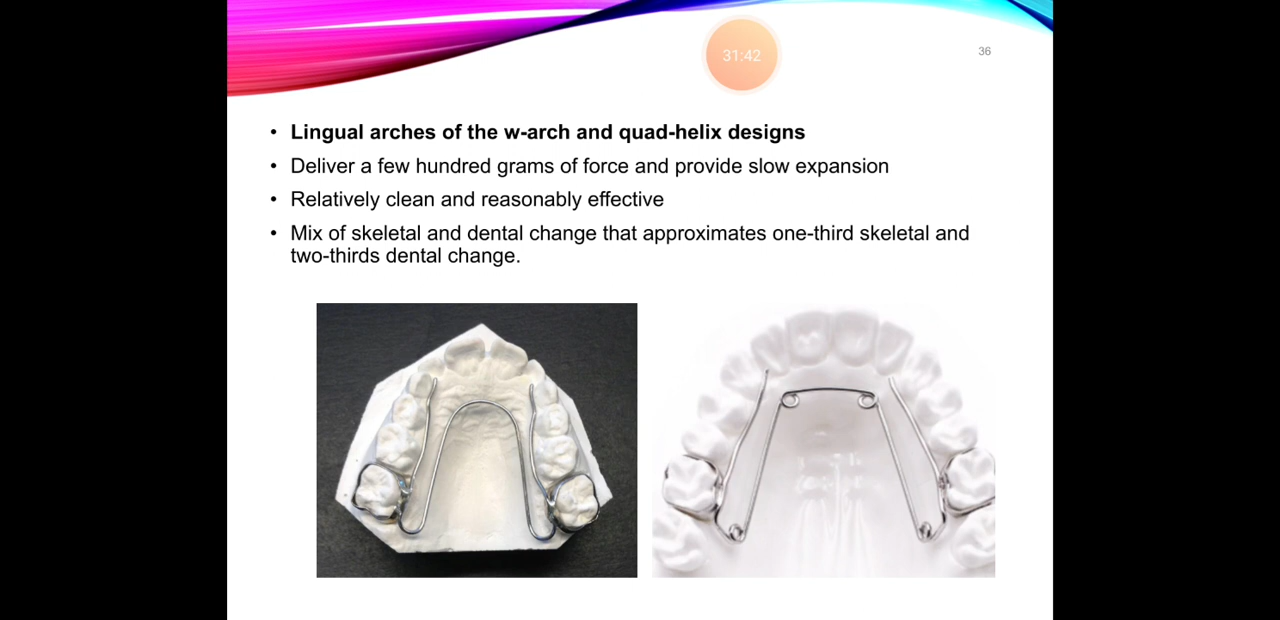 31:42
36
• Lingual arches of the w-arch and quad-helix designs
• Deliver a few hundred grams of force and provide slow expansion
• Relatively clean and reasonably effective
• Mix of skeletal and dental change that approximates one-third skeletal and
two-thirds dental change.